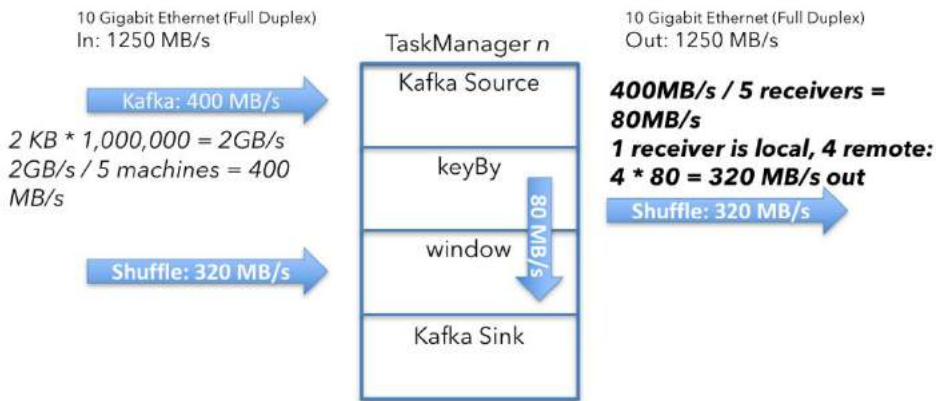 10 Gigabit Ethernet (Full Duplex)
In: 1250 MB/s
Kafka: 400 MB/s
2 KB * 1,000,000 = 2GB/s
2GB/s / 5 machines = 400
MB/s
Shuffle: 320 MB/s
TaskManager n
Kafka Source
keyBy
80 MB/s
window
Kafka Sink
10 Gigabit Ethernet (Full Duplex)
Out: 1250 MB/s
400MB/s / 5 receivers =
80MB/s
1 receiver is local, 4 remote:
4 * 80 = 320 MB/s out
Shuffle: 320 MB/s